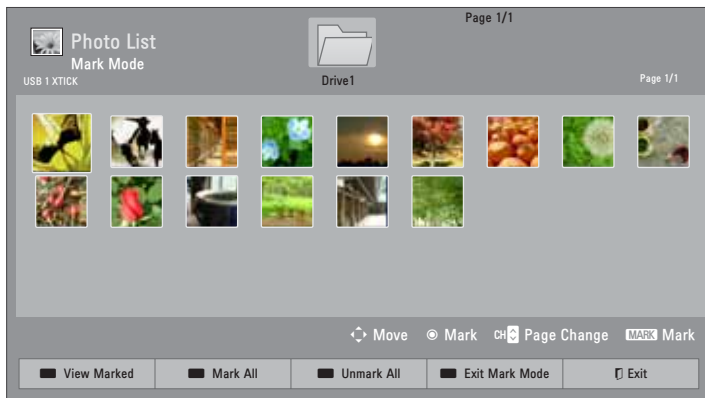 Page 1/1
Photo List
Mark Mode
USB 1 XTICK
Drive1
Page 1/1
Move Mark CH Page Change MARK Mark
View Marked Mark All Unmark All Exit Mark Mode Exit